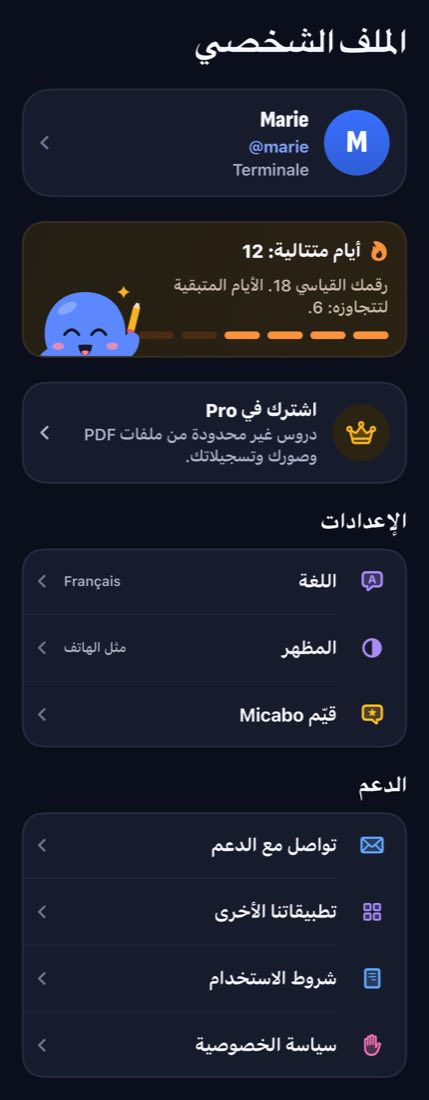 الملف الشخصي
M
Marie
@marie
Terminale
أيام متتالية: 12
رقمك القياسي 18. الأيام المتبقية
لتتجاوزه: 6.
اشترك في Pro
دروس غير محدودة من ملفات PDF
وصورك وتسجيلاتك.
الإعدادات
اللغة Français
المظهر مثل الهاتف
قيّم Micabo
الدعم
تواصل مع الدعم
تطبيقاتنا الأخرى
شروط الاستخدام
سياسة الخصوصية